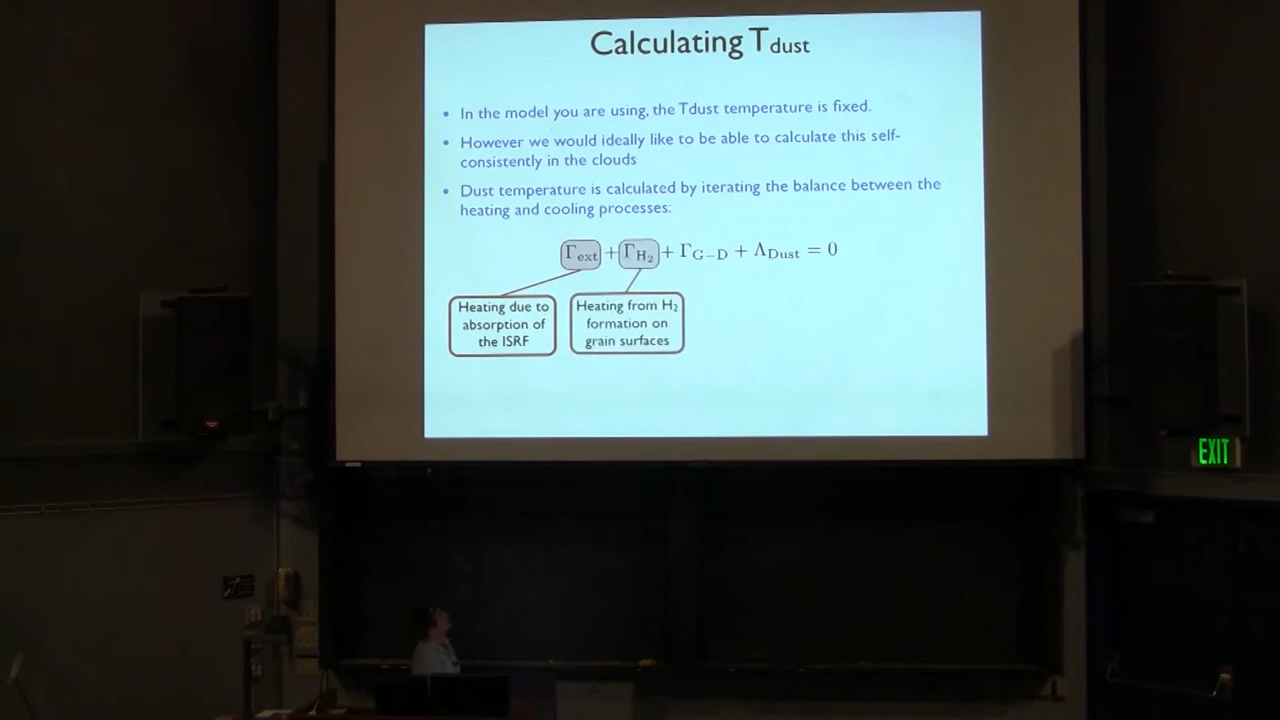 Calculating Tdust
• In the model you are using, the Tdust temperature is fixed.
• However we would ideally like to be able to calculate this self-
consistently in the clouds
• Dust temperature is calculated by iterating the balance between the
heating and cooling processes:
Γext + ΓH₂ + ΓG−D + ΛDust = 0
Heating due to
absorption of
the ISRF
Heating from H₂
formation on
grain surfaces
EXIT